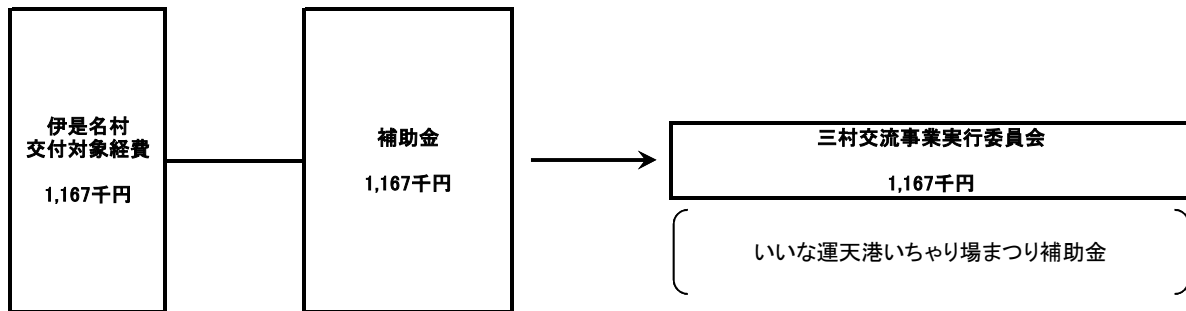 伊是名村
交付対象経費
1,167千円
補助金
1,167千円
三村交流事業実行委員会
1,167千円
いいな運天港いちゃり場まつり補助金